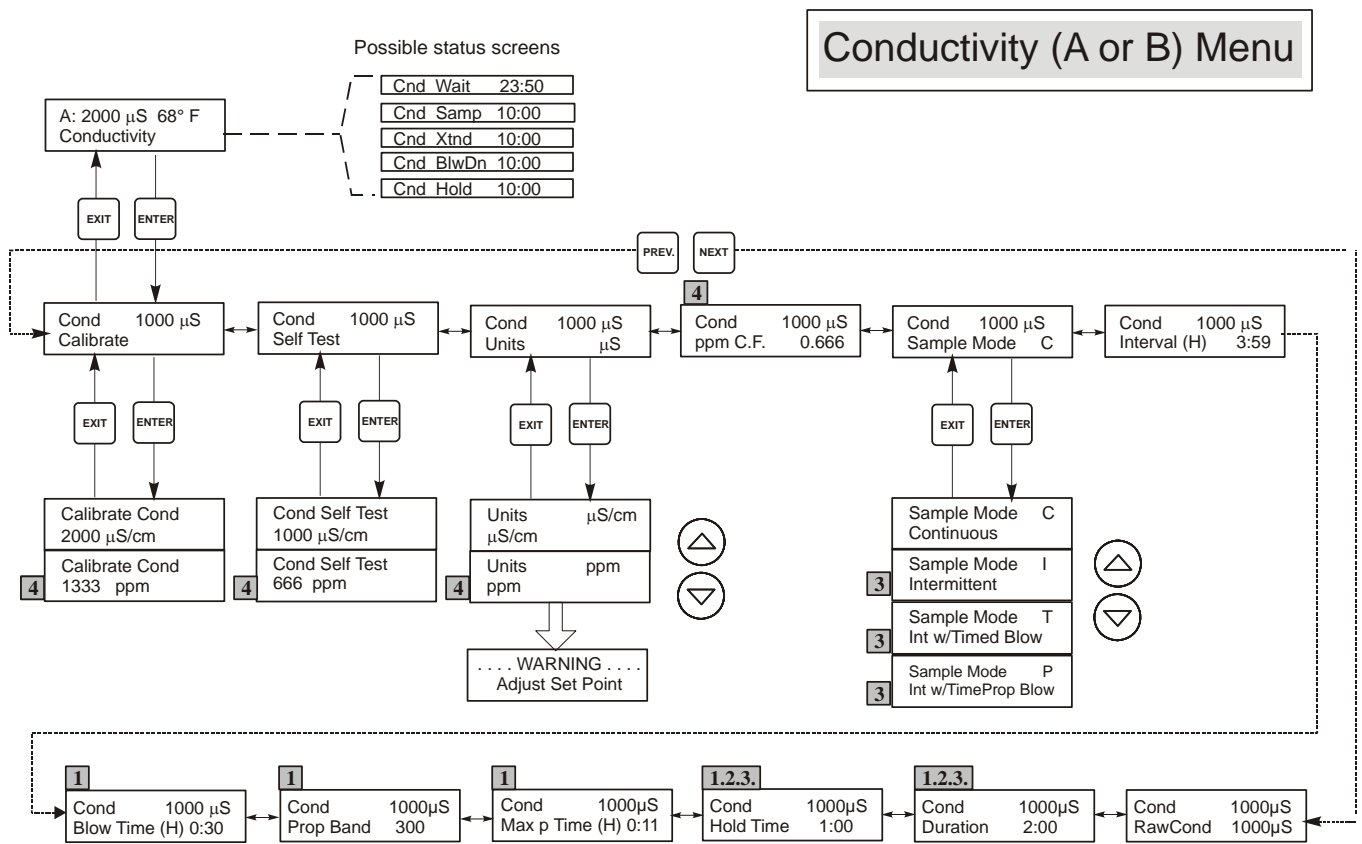 Conductivity (A or B) Menu
Possible status screens
Cnd Wait 23:50
Cnd Samp 10:00
Cnd Xtnd 10:00
Cnd BlwDn 10:00
Cnd Hold 10:00
A: 2000 μS 68° F
Conductivity
EXIT
ENTER
PREV.
NEXT
Cond 1000 μS
Calibrate
Cond 1000 μS
Self Test
Cond 1000 μS
Units μS
4
Cond 1000 μS
ppm C.F. 0.666
Cond 1000 μS
Sample Mode C
Cond 1000 μS
Interval (H) 3:59
EXIT
ENTER
EXIT
ENTER
EXIT
ENTER
EXIT
ENTER
Calibrate Cond
2000 μS/cm
4
Calibrate Cond
1333 ppm
Cond Self Test
1000 μS/cm
4
Cond Self Test
666 ppm
Units μS/cm
μS/cm
4
Units ppm
ppm
. . . . WARNING . . . .
Adjust Set Point
Sample Mode C
Continuous
3
Sample Mode I
Intermittent
3
Sample Mode T
Int w/Timed Blow
3
Sample Mode P
Int w/TimeProp Blow
1
Cond 1000 μS
Blow Time (H) 0:30
1
Cond 1000μS
Prop Band 300
1
Cond 1000μS
Max p Time (H) 0:11
1.2.3.
Cond 1000μS
Hold Time 1:00
1.2.3.
Cond 1000μS
Duration 2:00
Cond 1000μS
RawCond 1000μS